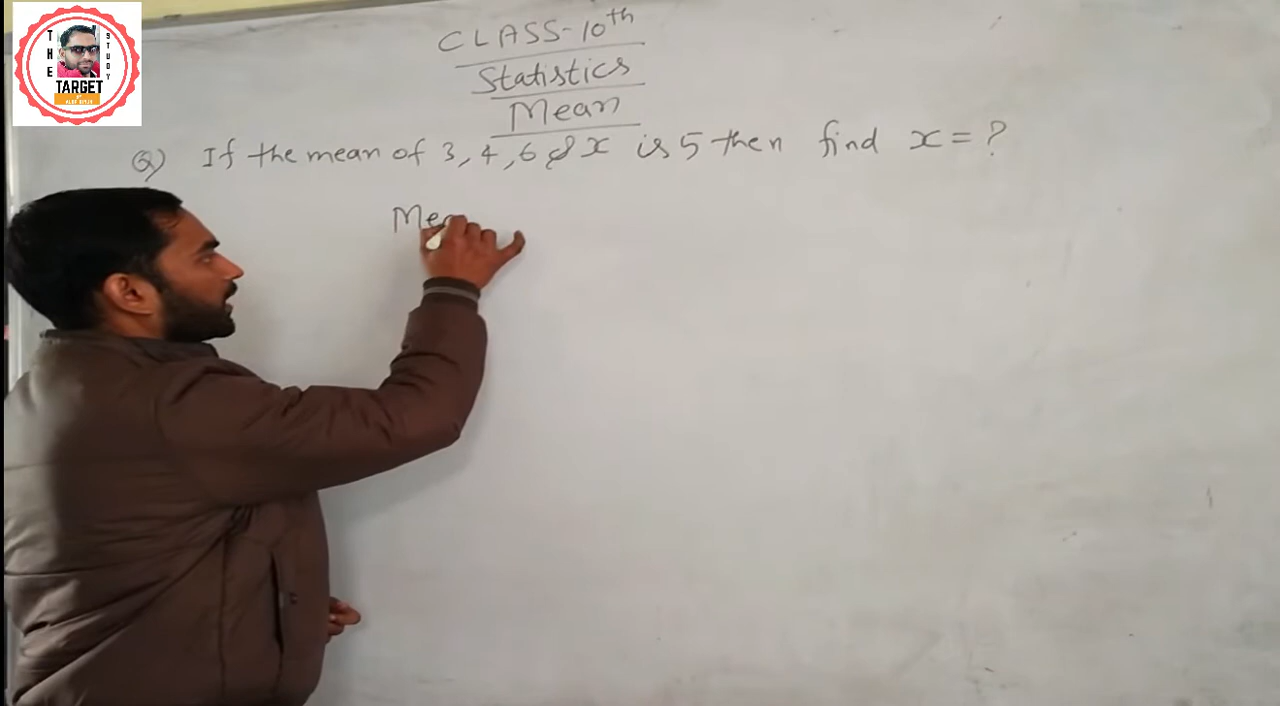 THE
STUDY
TARGET
CLASS-10th
Statistics
Mean
Q) If the mean of 3, 4, 6 & x is 5 then find x = ?
Mea